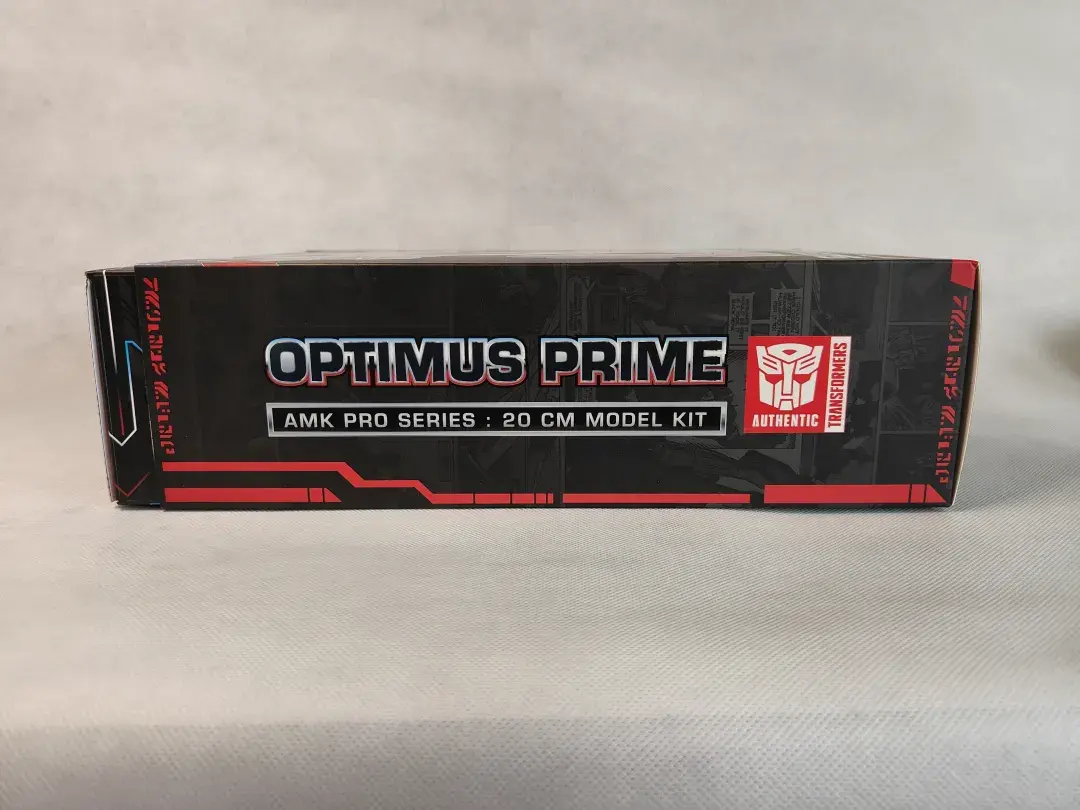 OPTIMUS PRIME
AMK PRO SERIES : 20 CM MODEL KIT
AUTHENTIC
TRANSFORMERS